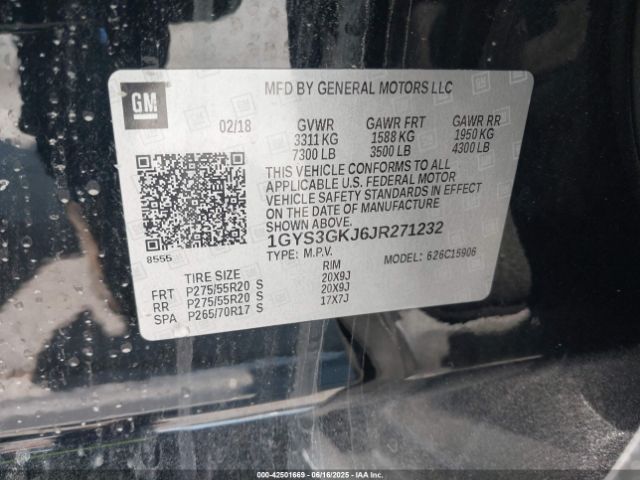 MFD BY GENERAL MOTORS LLC
GM
02/18 GVWR GAWR FRT GAWR RR
3311 KG 1588 KG 1950 KG
7300 LB 3500 LB 4300 LB
THIS VEHICLE CONFORMS TO ALL
APPLICABLE U.S. FEDERAL MOTOR
VEHICLE SAFETY STANDARDS IN EFFECT
ON THE DATE OF MANUFACTURE
SHOWN ABOVE.
8555 1GYS3GKJ6JR271232
TYPE: M.P.V. MODEL: 626C15906
TIRE SIZE RIM
FRT P275/55R20 S 20X9J
RR P275/55R20 S 20X9J
SPA P265/70R17 S 17X7J
000-42501669 - 06/16/2025 - IAAI.COM